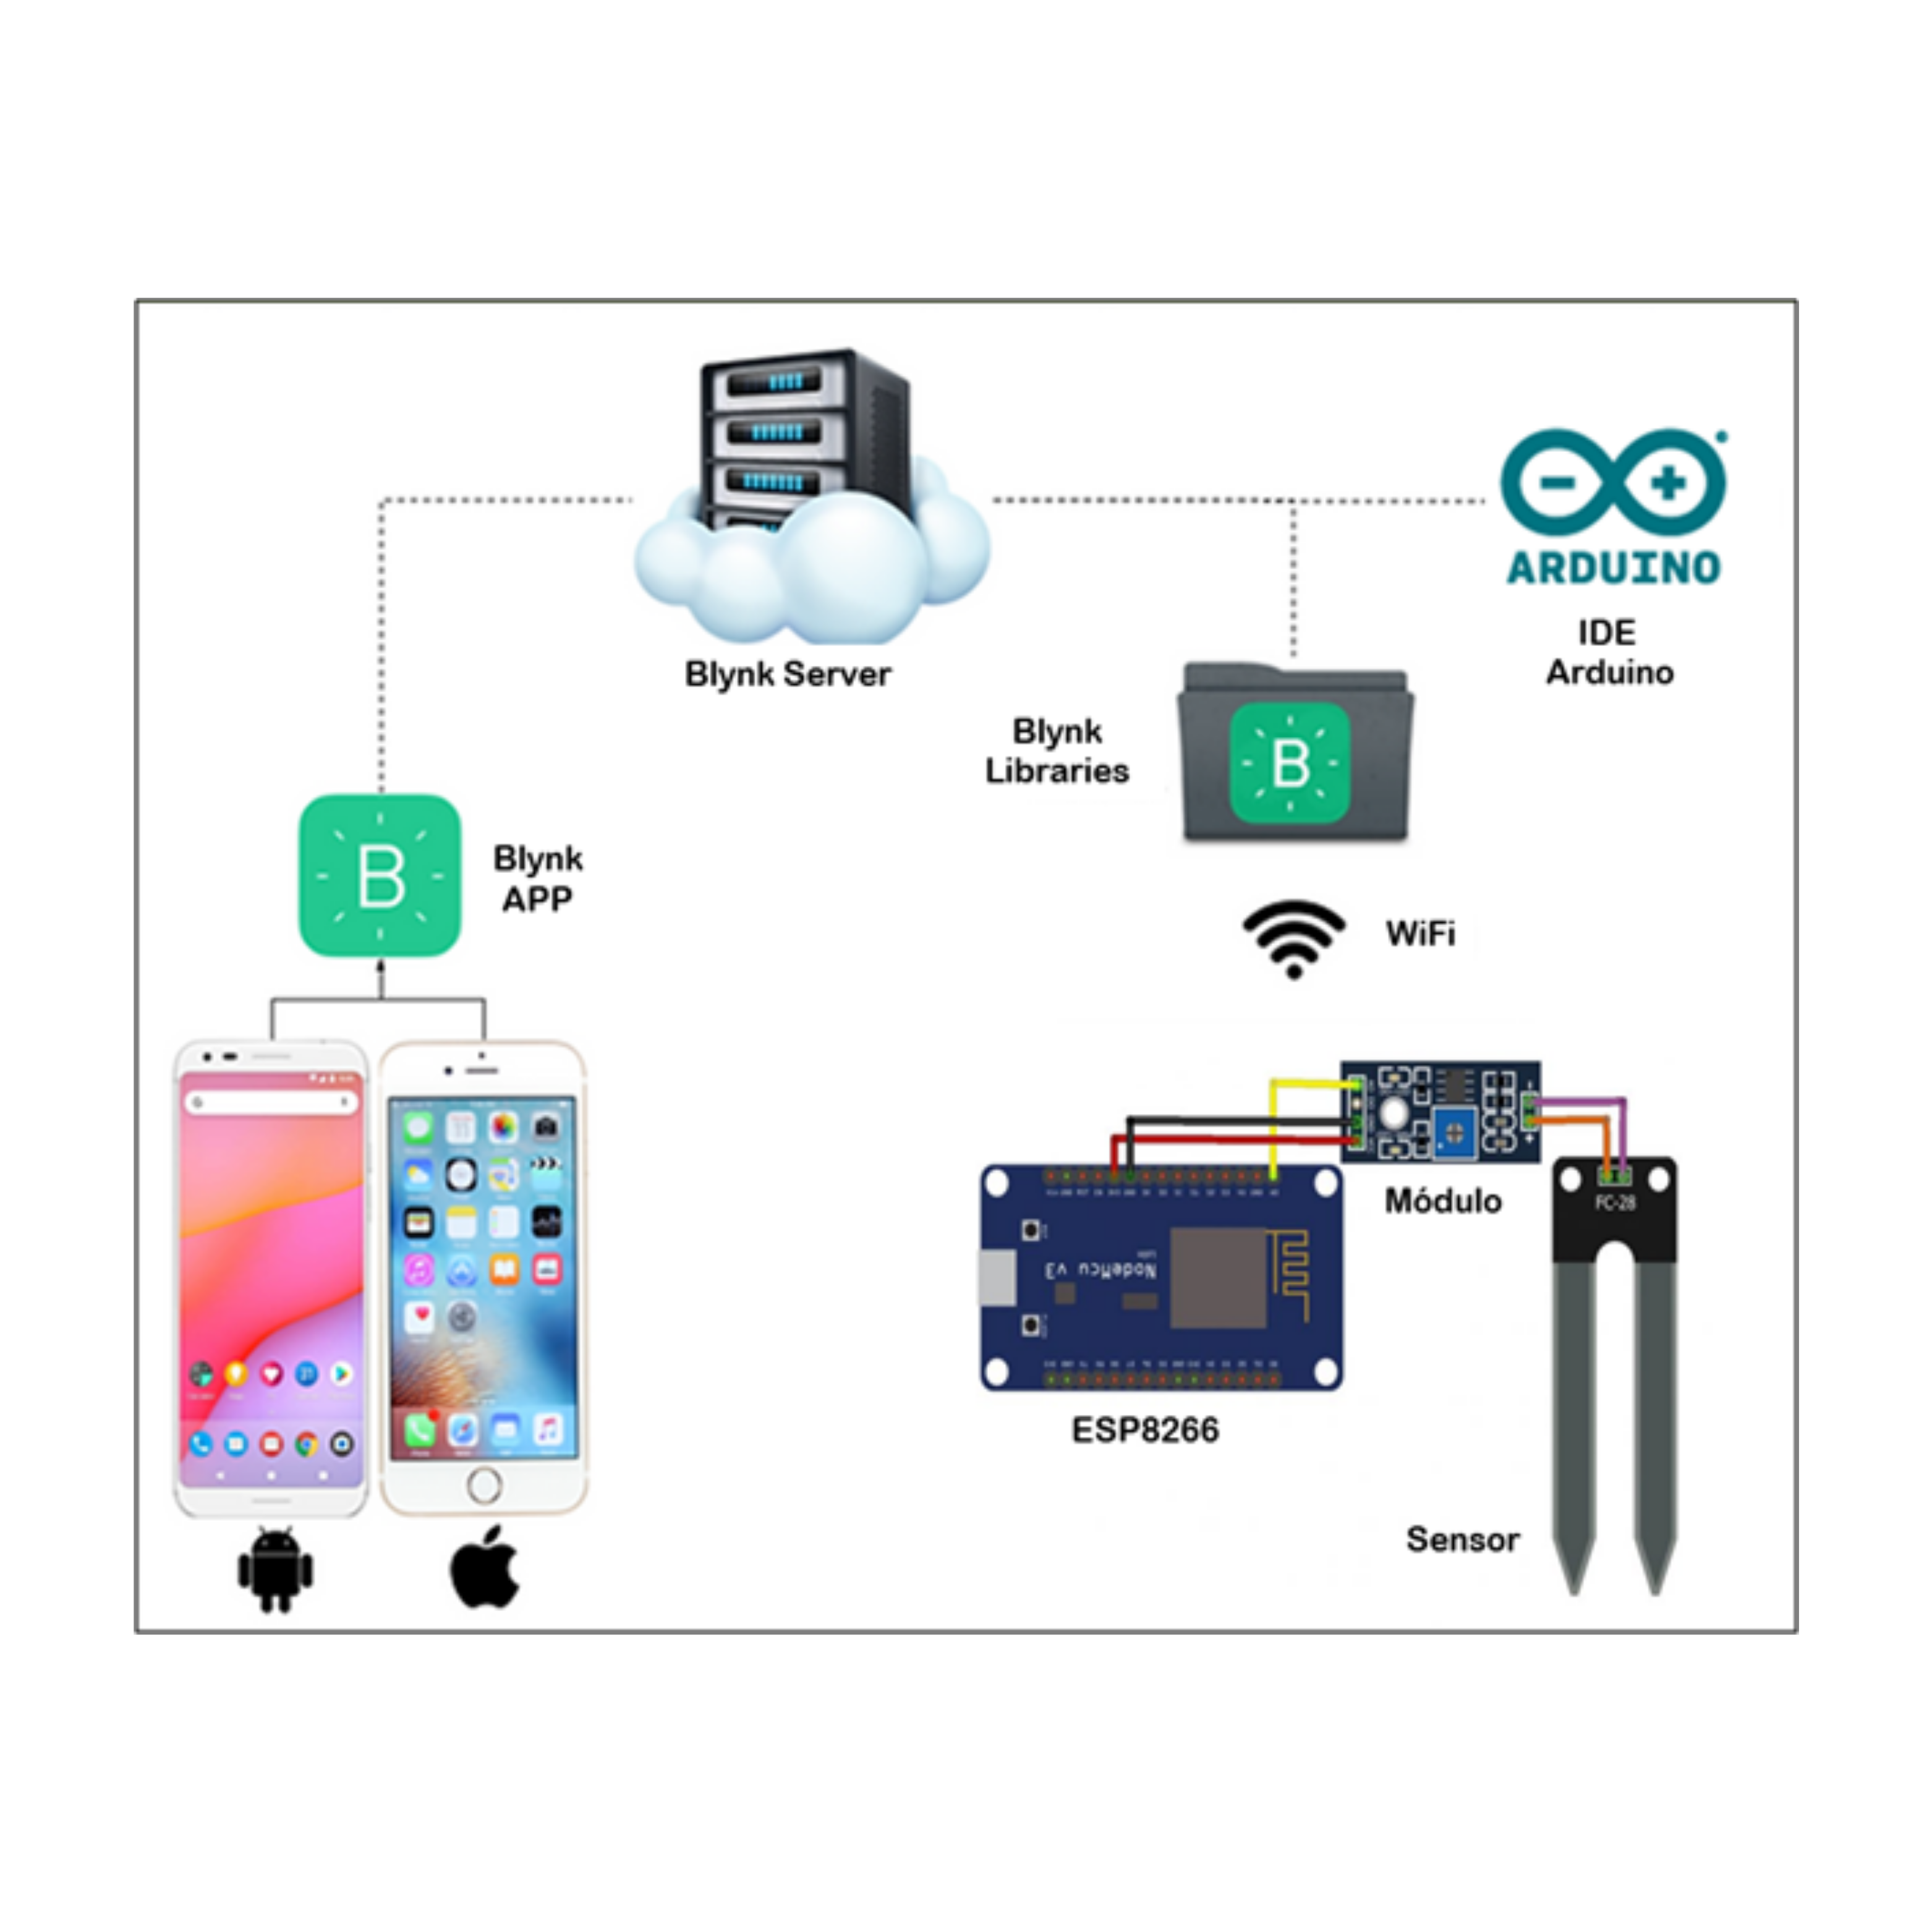 Blynk Server
ARDUINO
IDE
Arduino
Blynk
Libraries
B
Blynk
APP
B
WiFi
Módulo
FC-28
NodeMcu v3
ESP8266
Sensor